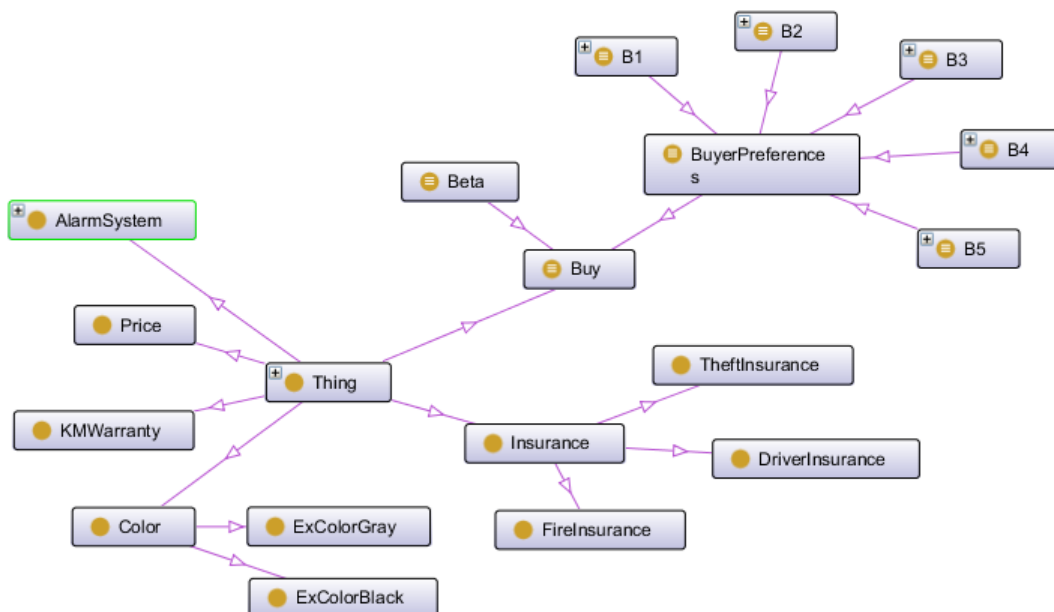 B2
B1
B3
BuyerPreference
s
B4
Beta
AlarmSystem
B5
Buy
Price
TheftInsurance
Thing
KMWarranty
Insurance
DriverInsurance
Color
ExColorGray
FireInsurance
ExColorBlack